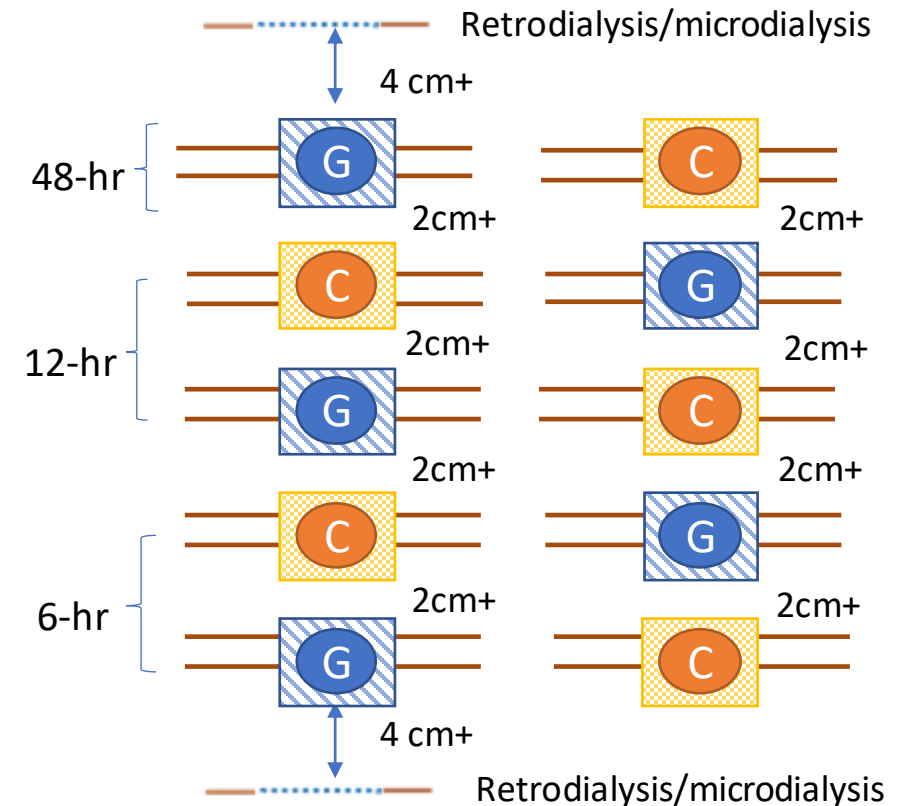 Retrodialysis/microdialysis
4 cm+
48-hr
G
C
2cm+
2cm+
C
G
12-hr
2cm+
2cm+
G
C
2cm+
2cm+
C
G
6-hr
2cm+
2cm+
G
C
4 cm+
Retrodialysis/microdialysis